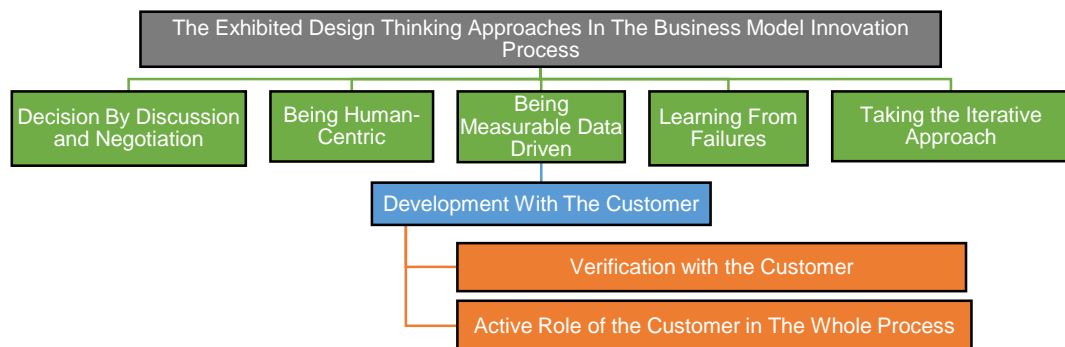 The Exhibited Design Thinking Approaches In The Business Model Innovation
Process
Decision By Discussion
and Negotiation
Being Human-
Centric
Being
Measurable Data
Driven
Learning From
Failures
Taking the Iterative
Approach
Development With The Customer
Verification with the Customer
Active Role of the Customer in The Whole Process